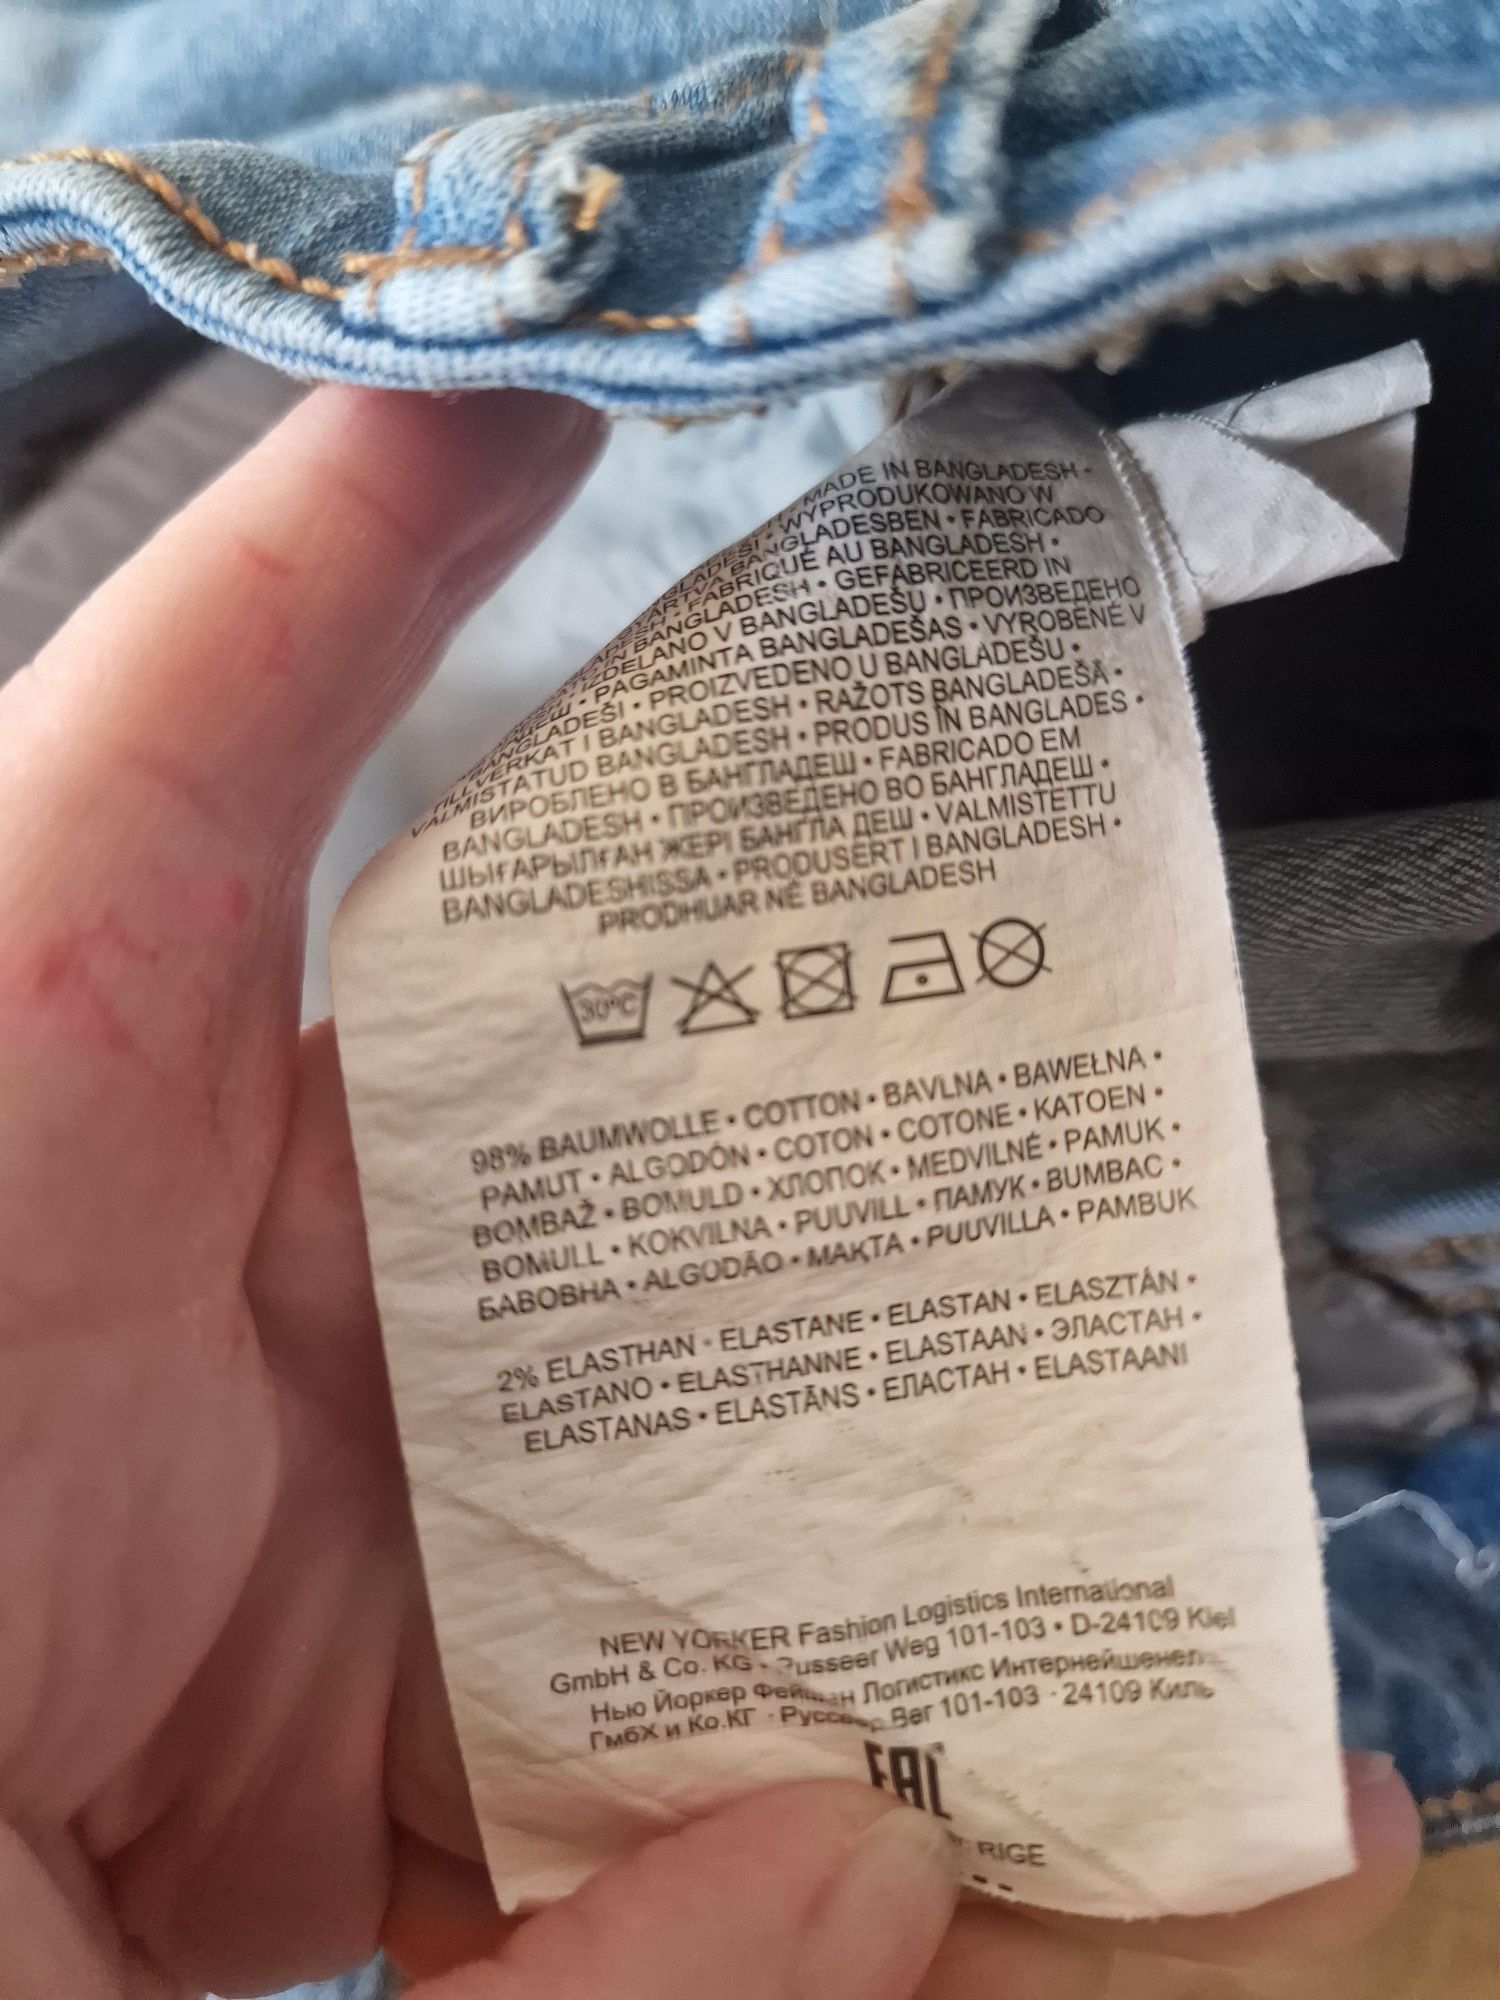 MADE IN BANGLADESH •
WYPRODUKOWANO W
BANGLADESBEN • FABRICADO
FABRIQUÉ AU BANGLADESH •
BANGLADESH • GEFABRICEERD IN
IZDELANO V BANGLADEŠU • ПРОИЗВЕДЕНО
PAGAMINTA BANGLADEŠAS • VYROBENÉ V
BANGLADEŠI • PROIZVEDENO U BANGLADEŠU •
TILLVERKAT I BANGLADESH • RAŽOTS BANGLADEŠĀ •
VALMISTATUD BANGLADESH • PRODUS ÎN BANGLADES •
ВИРОБЛЕНО В БАНГЛАДЕШ • FABRICADO EM
BANGLADESH • ПРОИЗВЕДЕНО ВО БАНГЛАДЕШ •
ШЫҒАРЫЛҒАН ЖЕРІ БАНГЛА ДЕШ • VALMISTETTU
BANGLADESHISSA • PRODUSERT I BANGLADESH •
PRODHUAR NË BANGLADESH
30°C
98% BAUMWOLLE • COTTON • BAVLNA • BAWEŁNA •
PAMUT • ALGODÓN • COTON • COTONE • KATOEN •
BOMBAŽ • BOMULD • ХЛОПОК • MEDVILNĖ • PAMUK •
BOMULL • KOKVILNA • PUUVILL • ПАМУК • BUMBAC •
БАВОВНА • ALGODÃO • МАҚТА • PUUVILLA • PAMBUK
2% ELASTHAN • ELASTANE • ELASTAN • ELASZTÁN •
ELASTANO • ELASTHANNE • ELASTAAN • ЭЛАСТАН •
ELASTANAS • ELASTĀNS • ЕЛАСТАН • ELASTAANI
NEW YORKER Fashion Logistics International
GmbH & Co. KG • Russeer Weg 101-103 • D-24109 Kiel
Нью Йоркер Фейшн Логистикс Интернейшенел
ГмбХ и Ко.КГ • Руссеер Вег 101-103 • 24109 Киль
EAC
RIGE